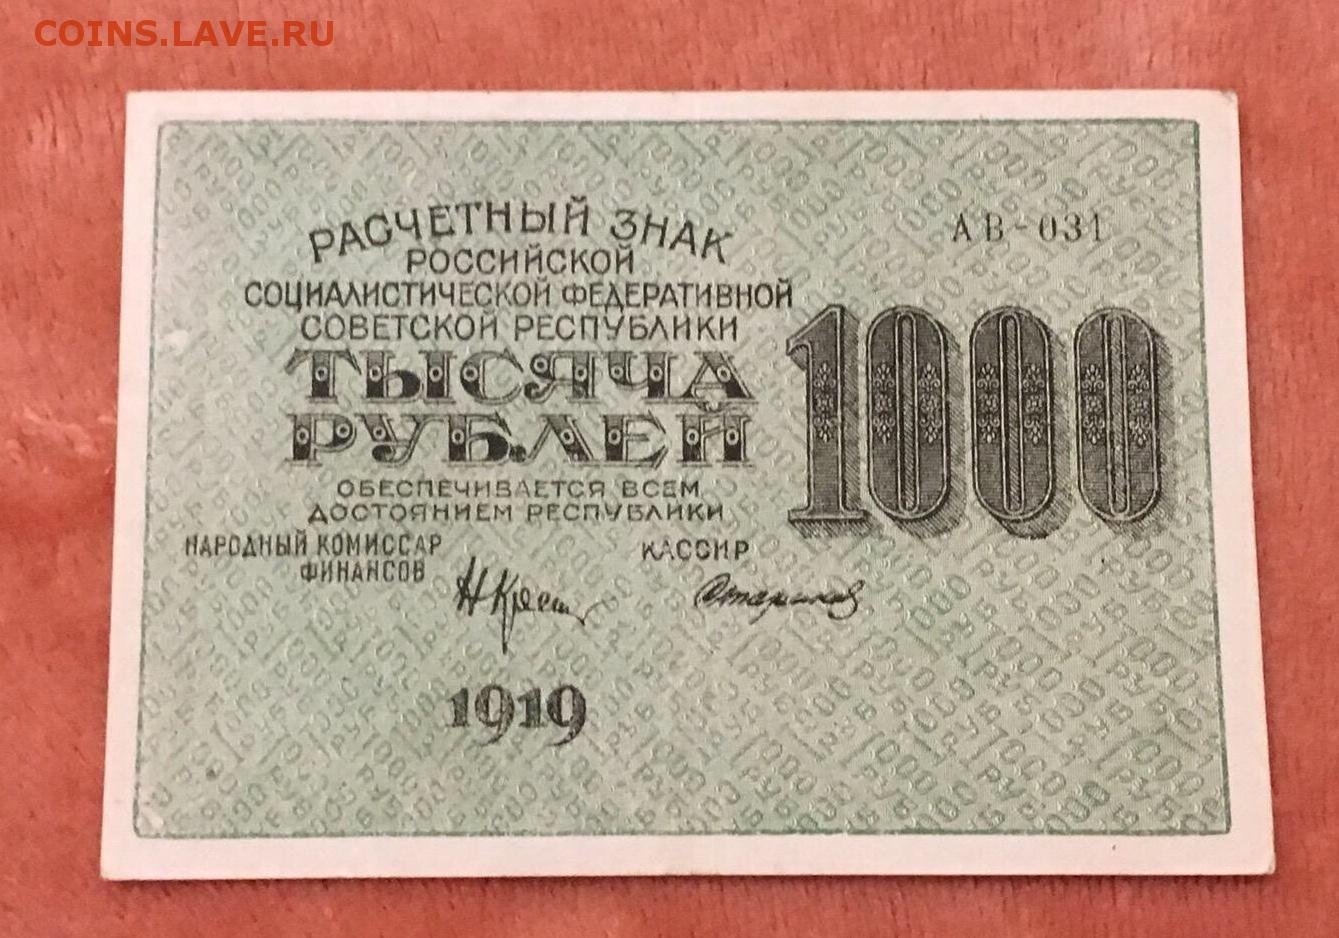 COINS.LAVE.RU
РАСЧЕТНЫЙ ЗНАК
АВ-031
РОССИЙСКОЙ
СОЦИАЛИСТИЧЕСКОЙ ФЕДЕРАТИВНОЙ
СОВЕТСКОЙ РЕСПУБЛИКИ
ТЫСЯЧА
РУБЛЕЙ
1000
ОБЕСПЕЧИВАЕТСЯ ВСЕМ
ДОСТОЯНИЕМ РЕСПУБЛИКИ
НАРОДНЫЙ КОМИССАР
ФИНАНСОВ
КАССИР
1919